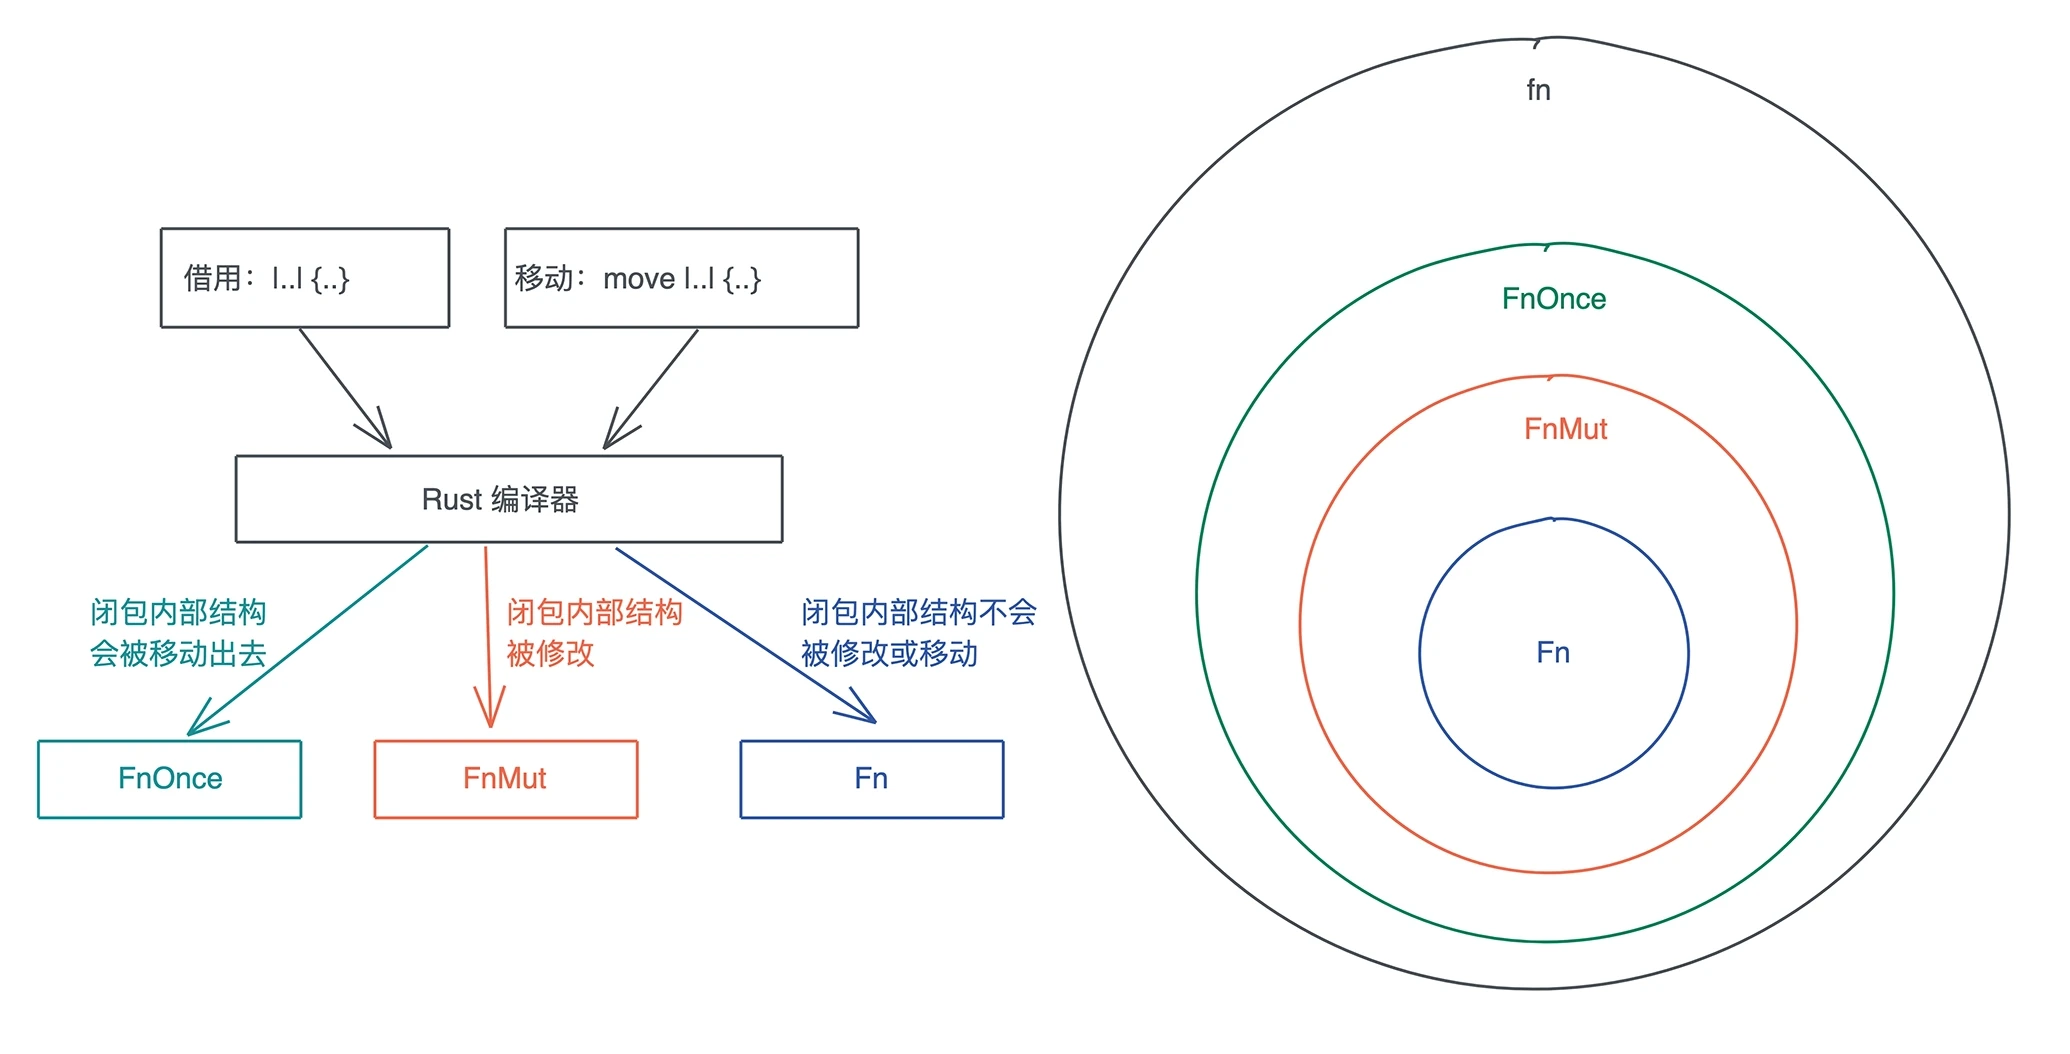 借用：|..| {..}
移动：move |..| {..}
Rust 编译器
闭包内部结构
会被移动出去
闭包内部结构
被修改
闭包内部结构不会
被修改或移动
FnOnce
FnMut
Fn
fn
FnOnce
FnMut
Fn